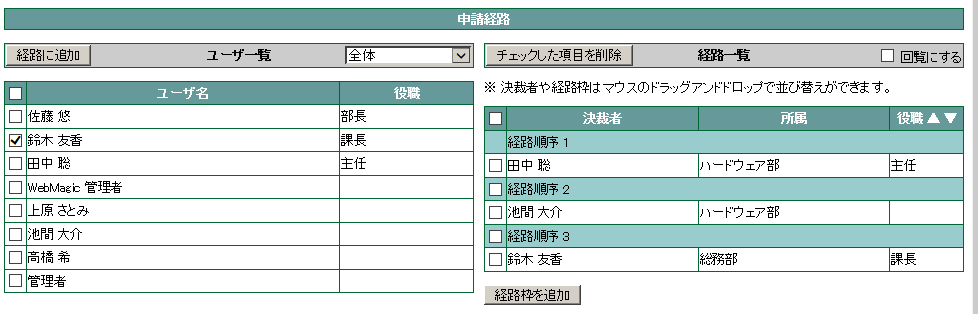 申請経路
経路に追加 ユーザ一覧 全体
ユーザ名 役職
佐藤 悠 部長
鈴木 友香 課長
田中 聡 主任
WebMagic 管理者
上原 さとみ
池間 大介
高橋 希
管理者
チェックした項目を削除 経路一覧 回覧にする
※ 決裁者や経路枠はマウスのドラッグアンドドロップで並び替えができます。
決裁者 所属 役職 ▲ ▼
経路順序 1
田中 聡 ハードウェア部 主任
経路順序 2
池間 大介 ハードウェア部
経路順序 3
鈴木 友香 総務部 課長
経路枠を追加